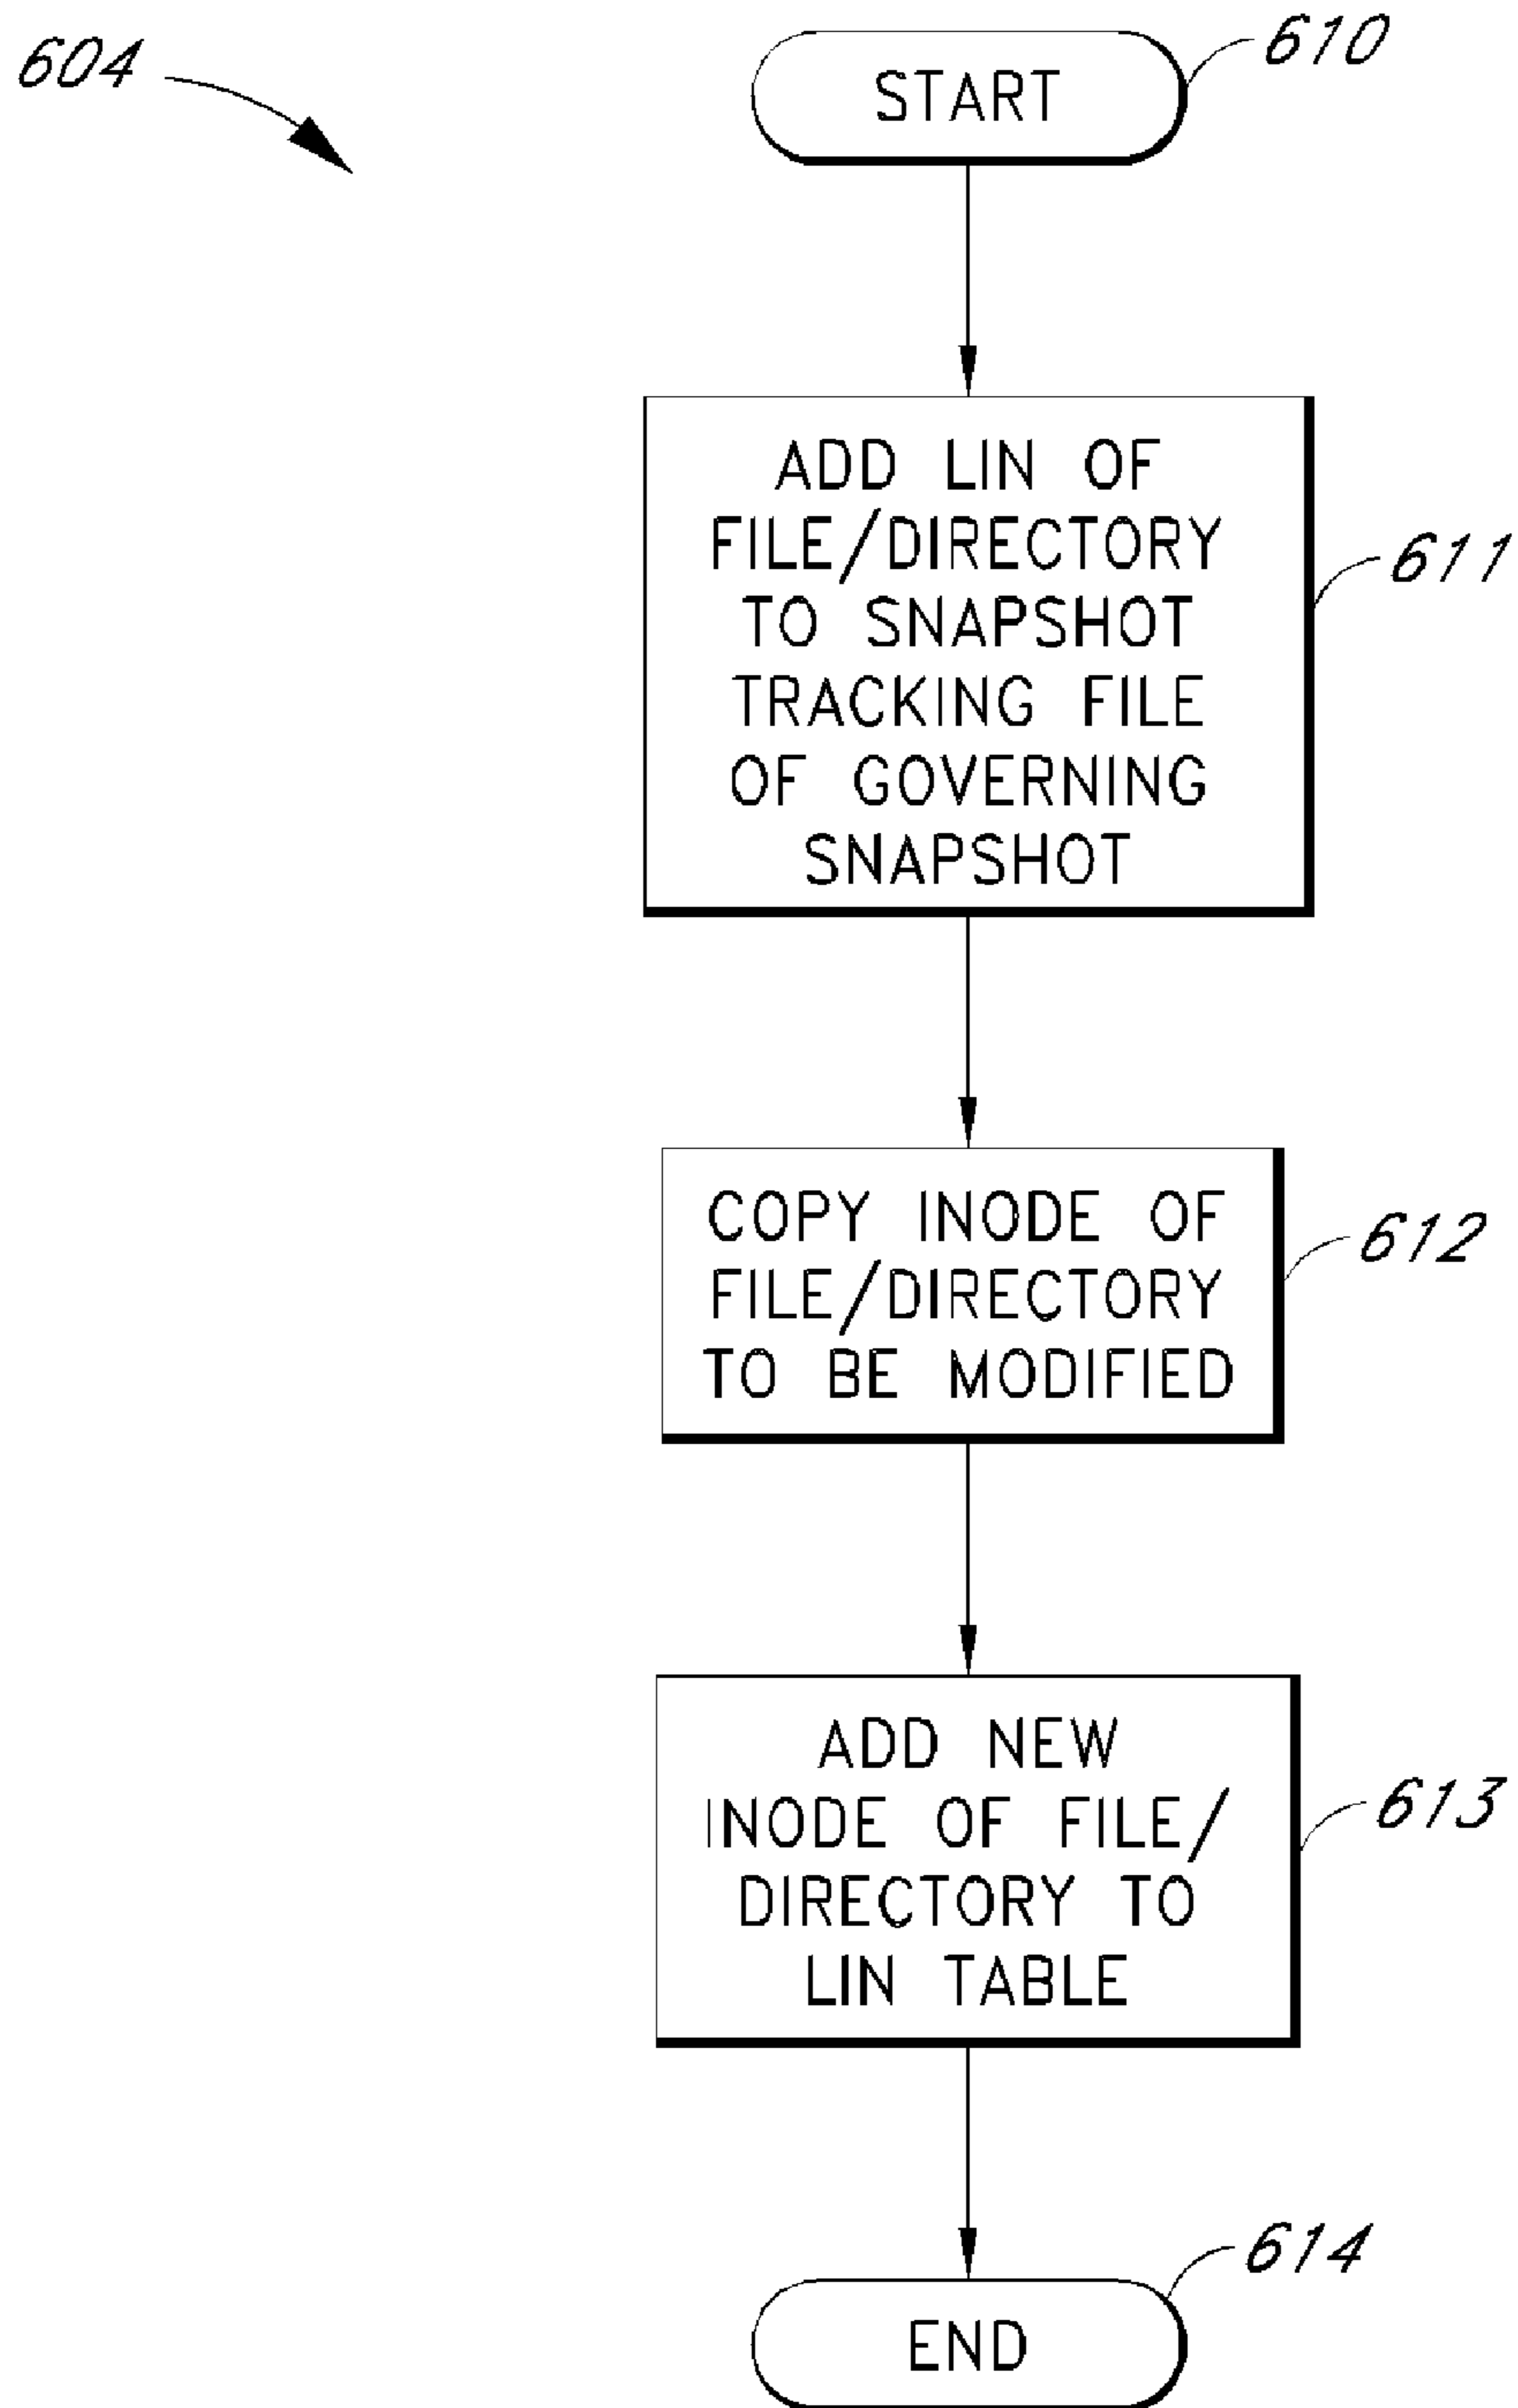 604
START
610
ADD LIN OF
FILE/DIRECTORY
TO SNAPSHOT
TRACKING FILE
OF GOVERNING
SNAPSHOT
611
COPY INODE OF
FILE/DIRECTORY
TO BE MODIFIED
612
ADD NEW
INODE OF FILE/
DIRECTORY TO
LIN TABLE
613
END
614